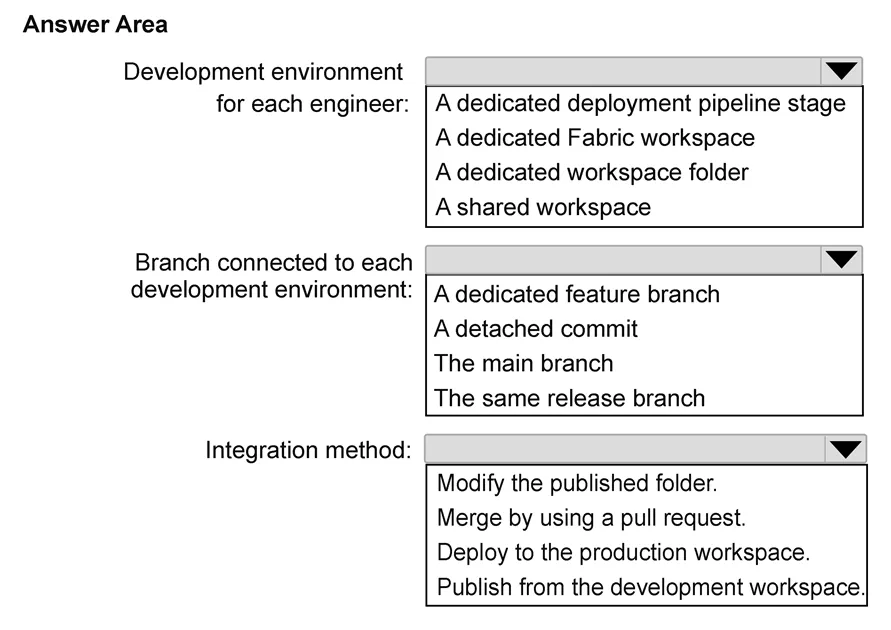 Answer Area
Development environment
for each engineer:
A dedicated deployment pipeline stage
A dedicated Fabric workspace
A dedicated workspace folder
A shared workspace
Branch connected to each
development environment:
A dedicated feature branch
A detached commit
The main branch
The same release branch
Integration method:
Modify the published folder.
Merge by using a pull request.
Deploy to the production workspace.
Publish from the development workspace.